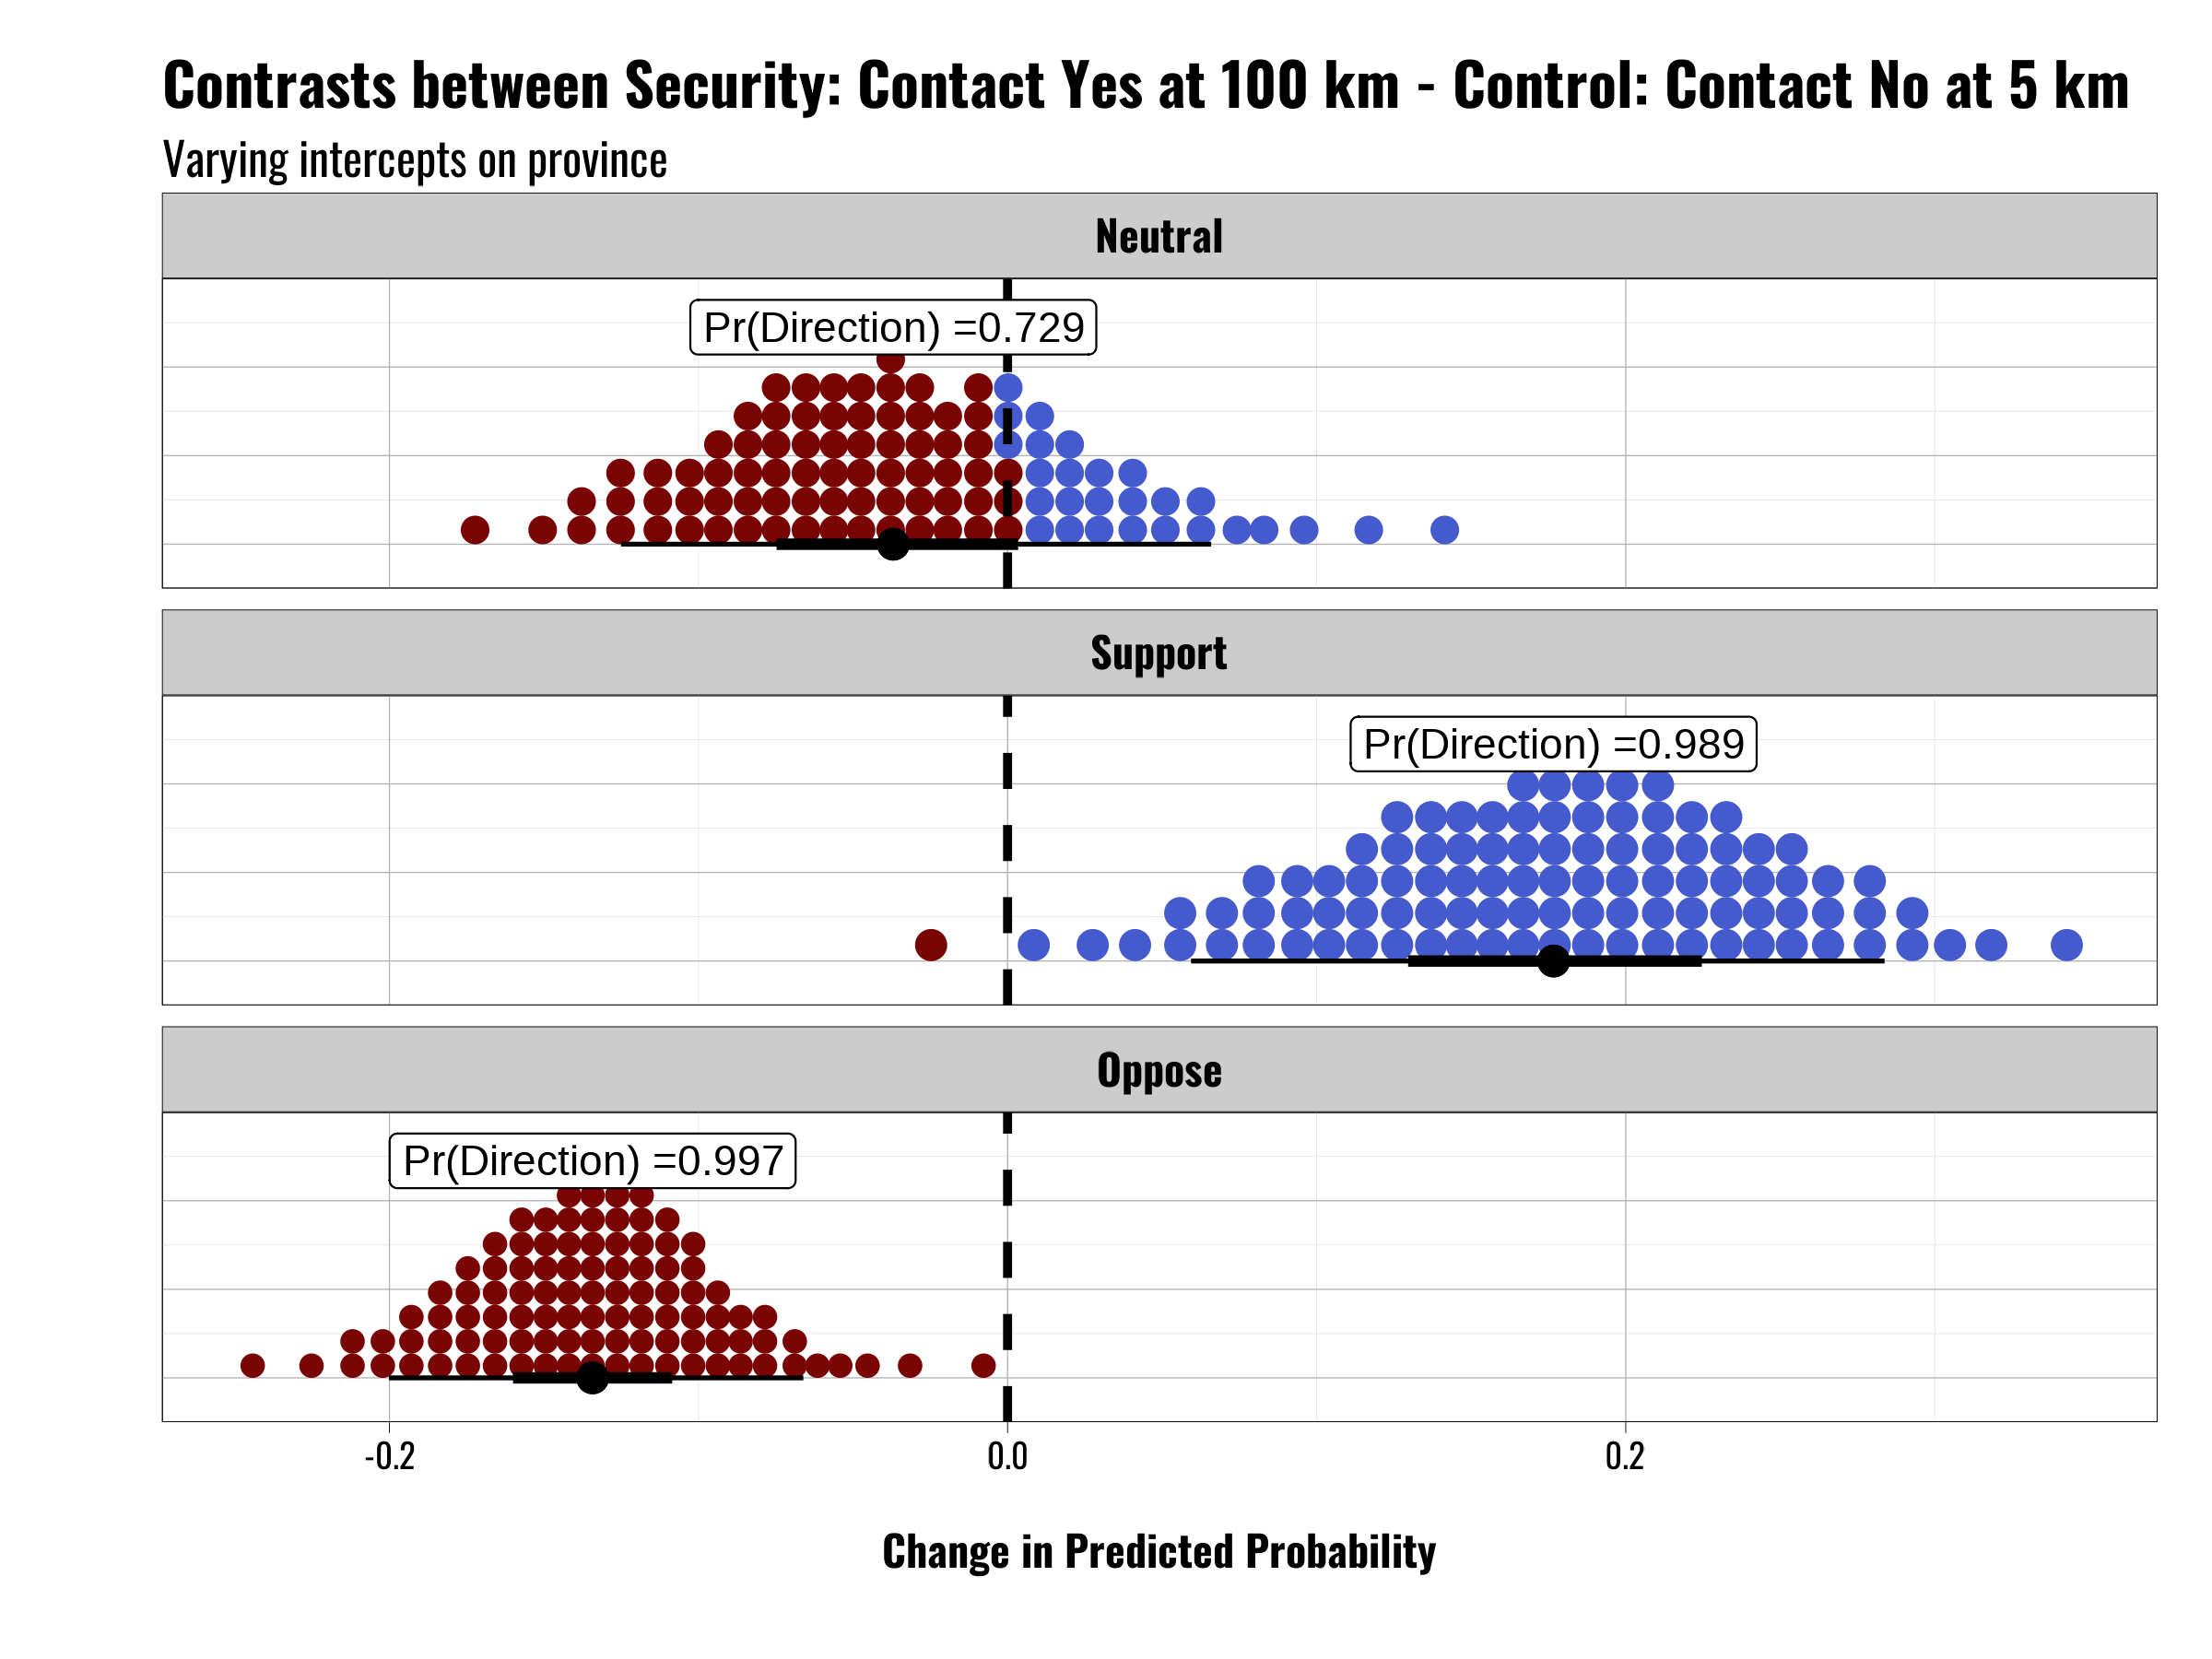 Contrasts between Security: Contact Yes at 100 km - Control: Contact No at 5 km
Varying intercepts on province
Neutral
Pr(Direction) =0.729
Support
Pr(Direction) =0.989
Oppose
Pr(Direction) =0.997
-0.2 0.0 0.2
Change in Predicted Probability